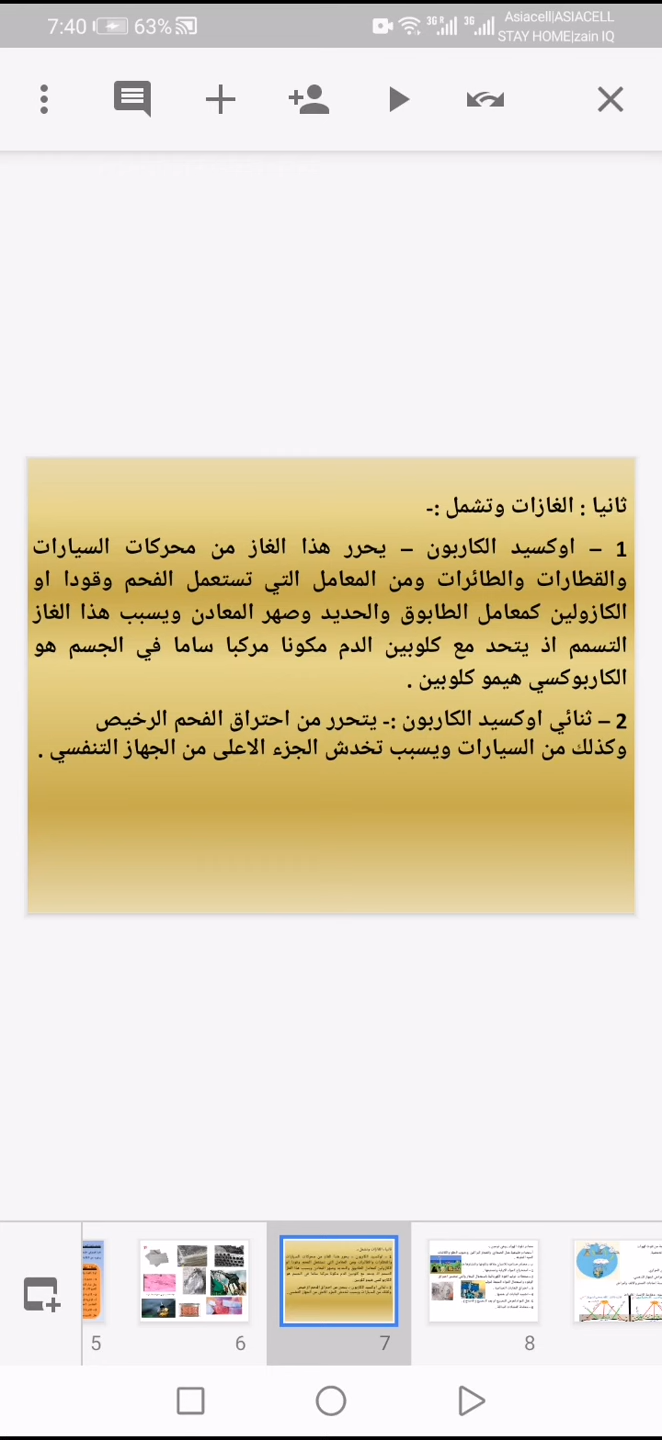 7:40
63%
3G R
3G
Asiacell|ASIACELL
STAY HOME|zain IQ
ثانيا : الغازات وتشمل :-
1 – اوكسيد الكاربون – يحرر هذا الغاز من محركات السيارات
والقطارات والطائرات ومن المعامل التي تستعمل الفحم وقودا او
الكازولين كمعامل الطابوق والحديد وصهر المعادن ويسبب هذا الغاز
التسمم اذ يتحد مع كلوبين الدم مكونا مركبا ساما في الجسم هو
الكاربوكسي هيمو كلوبين .
2 – ثنائي اوكسيد الكاربون :- يتحرر من احتراق الفحم الرخيص
وكذلك من السيارات ويسبب تخدش الجزء الاعلى من الجهاز التنفسي .
5
6
7
8